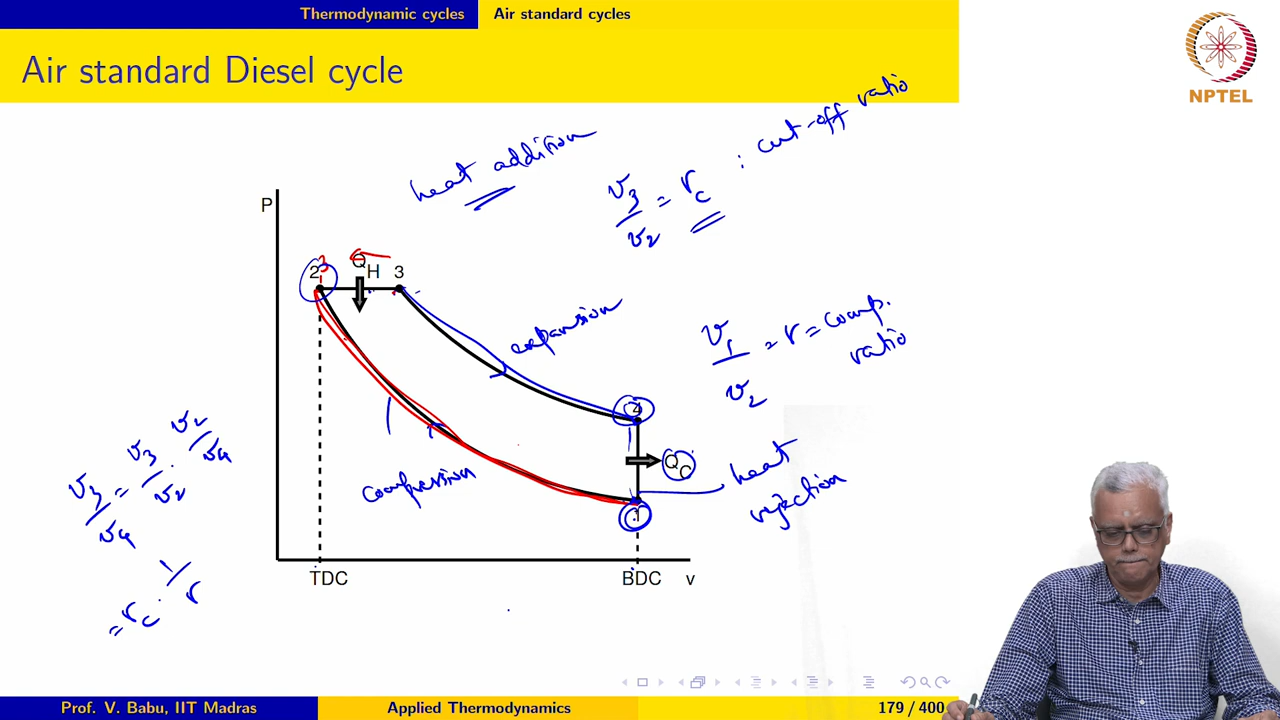 Thermodynamic cycles Air standard cycles
Air standard Diesel cycle
NPTEL
heat addition
v3/v2 = rc : cut-off ratio
P
2 3 QH 3
expansion
v1/v2 = r = comp. ratio
4
QC
heat rejection
compression
1
v3/v4 = v3/v2 · v2/v4
= rc · 1/r
TDC BDC v
Prof. V. Babu, IIT Madras Applied Thermodynamics 179 / 400